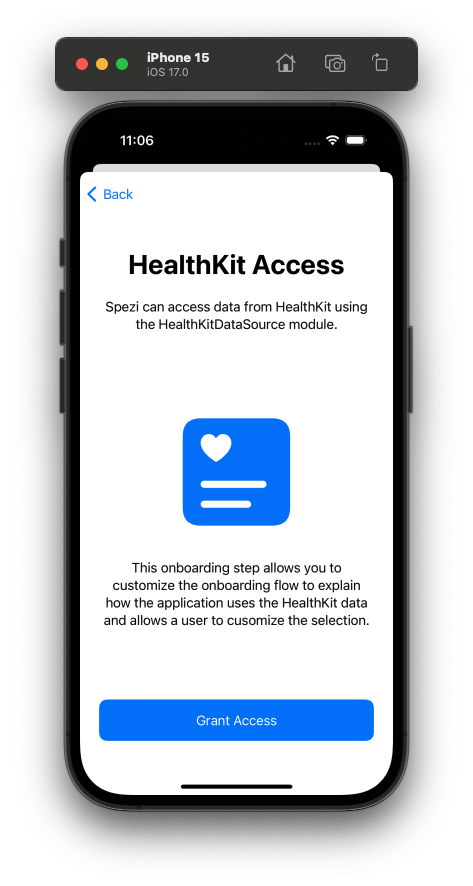 iPhone 15
iOS 17.0
11:06
Back
HealthKit Access
Spezi can access data from HealthKit using
the HealthKitDataSource module.
This onboarding step allows you to
customize the onboarding flow to explain
how the application uses the HealthKit data
and allows a user to cusomize the selection.
Grant Access